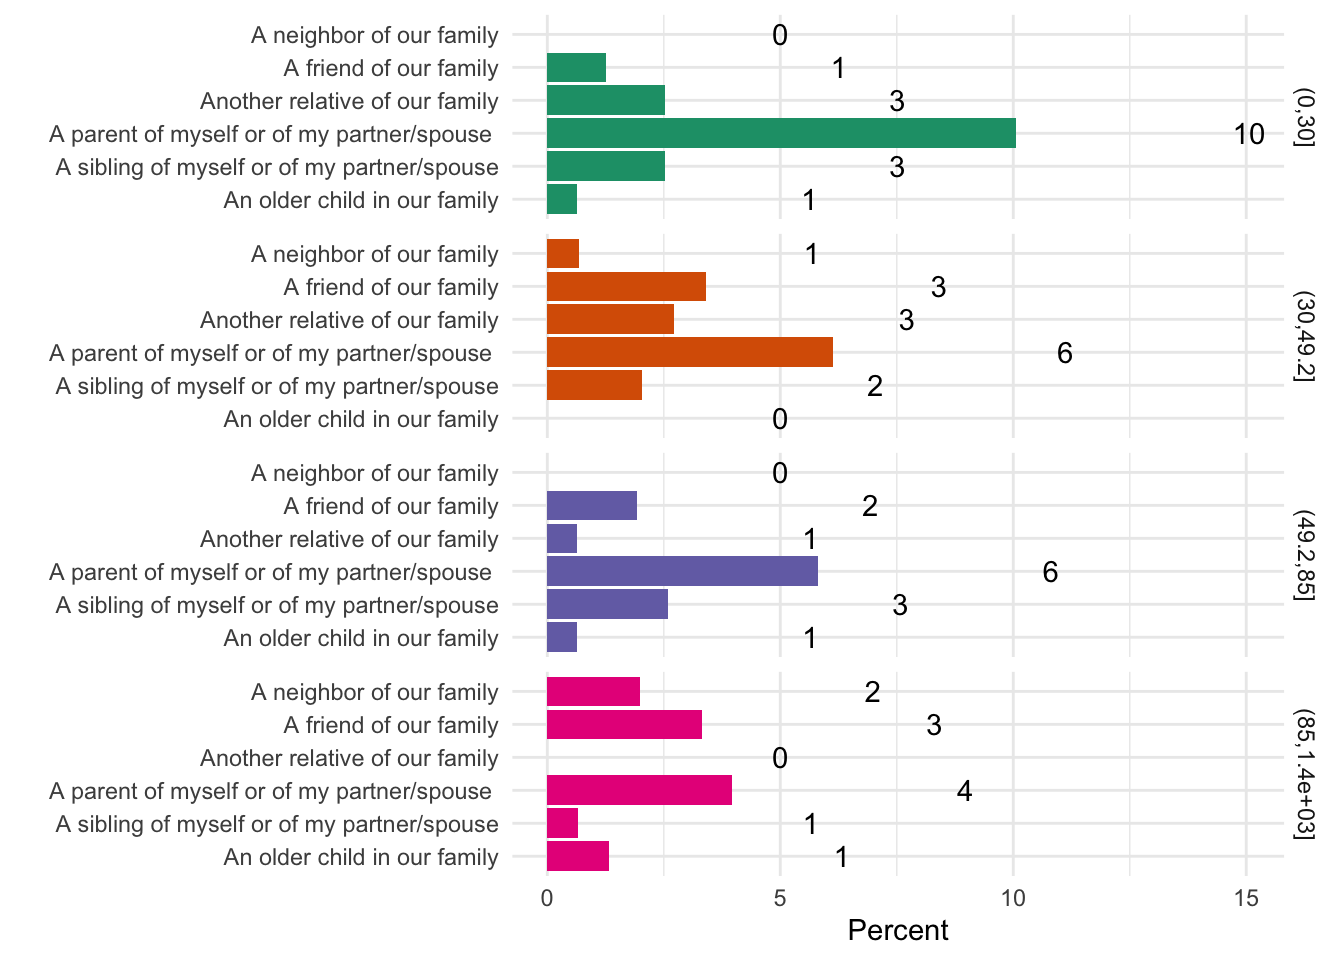 A neighbor of our family 0
A friend of our family 1
Another relative of our family 3
A parent of myself or of my partner/spouse 10
A sibling of myself or of my partner/spouse 3
An older child in our family 1
(0,30]
A neighbor of our family 1
A friend of our family 3
Another relative of our family 3
A parent of myself or of my partner/spouse 6
A sibling of myself or of my partner/spouse 2
An older child in our family 0
(30,49.2]
A neighbor of our family 0
A friend of our family 2
Another relative of our family 1
A parent of myself or of my partner/spouse 6
A sibling of myself or of my partner/spouse 3
An older child in our family 1
(49.2,85]
A neighbor of our family 2
A friend of our family 3
Another relative of our family 0
A parent of myself or of my partner/spouse 4
A sibling of myself or of my partner/spouse 1
An older child in our family 1
(85,1.4e+03]
0 5 10 15
Percent